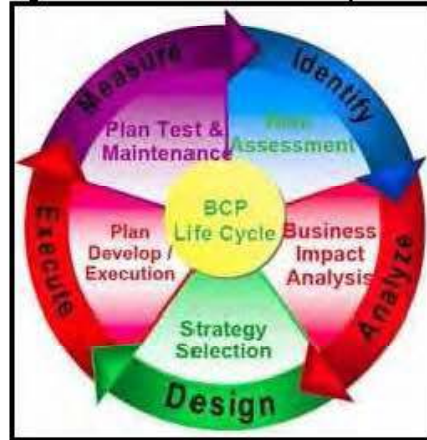 Measure
Identify
Analyze
Design
Execute
Plan Test &
Maintenance
Assessment
Business
Impact
Analysis
Strategy
Selection
Plan
Develop /
Execution
BCP
Life Cycle